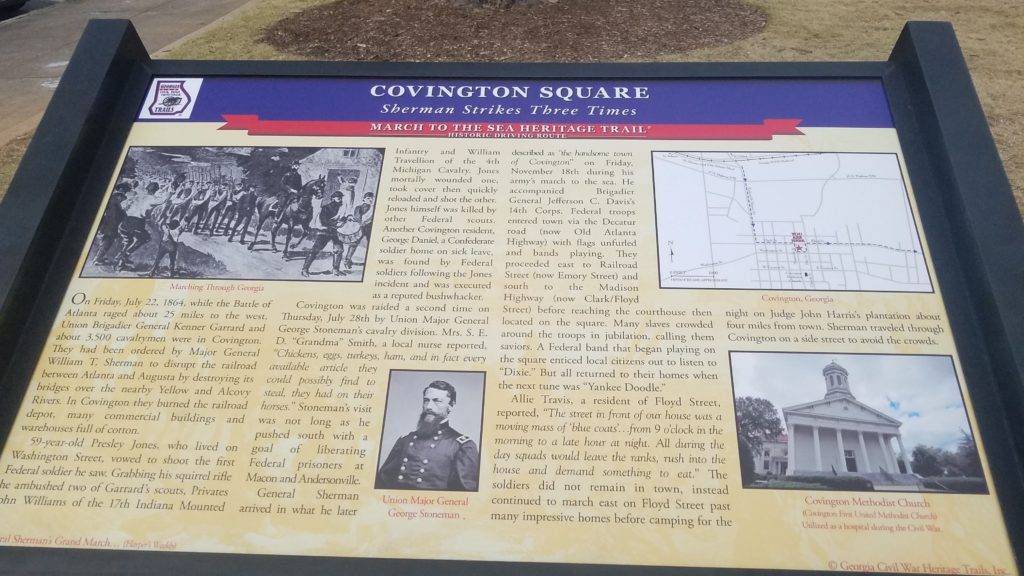 COVINGTON SQUARE
Sherman Strikes Three Times
MARCH TO THE SEA HERITAGE TRAIL®
HISTORIC DRIVING ROUTE
GEORGIA
CIVIL WAR
TRAILS
Marching Through Georgia
On Friday, July 22, 1864, while the Battle of
Atlanta raged about 25 miles to the west,
Union Brigadier General Kenner Garrard and
about 3,500 cavalrymen were in Covington.
They had been ordered by Major General
William T. Sherman to disrupt the railroad
between Atlanta and Augusta by destroying its
bridges over the nearby Yellow and Alcovy
Rivers. In Covington they burned the railroad
depot, many commercial buildings and
warehouses full of cotton.
59-year-old Presley Jones, who lived on
Washington Street, vowed to shoot the first
Federal soldier he saw. Grabbing his squirrel rifle
he ambushed two of Garrard's scouts, Privates
John Williams of the 17th Indiana Mounted
Infantry and William
Travellion of the 4th
Michigan Cavalry. Jones
mortally wounded one,
took cover then quickly
reloaded and shot the other.
Jones himself was killed by
other Federal scouts.
Another Covington resident,
George Daniel, a Confederate
soldier home on sick leave,
was found by Federal
soldiers following the Jones
incident and was executed
as a reputed bushwhacker.
Covington was raided a second time on
Thursday, July 28th by Union Major General
George Stoneman's cavalry division. Mrs. S. E.
D. "Grandma" Smith, a local nurse reported,
"Chickens, eggs, turkeys, ham, and in fact every
available article they
could possibly find to
steal, they had on their
horses." Stoneman's visit
was not long as he
pushed south with a
goal of liberating
Federal prisoners at
Macon and Andersonville.
General Sherman
arrived in what he later
Union Major General
George Stoneman
described as "the handsome town
of Covington" on Friday,
November 18th during his
army's march to the sea. He
accompanied Brigadier
General Jefferson C. Davis's
14th Corps. Federal troops
entered town via the Decatur
road (now Old Atlanta
Highway) with flags unfurled
and bands playing. They
proceeded east to Railroad
Street (now Emory Street) and
south to the Madison
Highway (now Clark/Floyd
Street) before reaching the courthouse then
located on the square. Many slaves crowded
around the troops in jubilation, calling them
saviors. A Federal band that began playing on
the square enticed local citizens out to listen to
"Dixie." But all returned to their homes when
the next tune was "Yankee Doodle."
Allie Travis, a resident of Floyd Street,
reported, "The street in front of our house was a
moving mass of 'blue coats'...from 9 o'clock in the
morning to a late hour at night. All during the
day squads would leave the ranks, rush into the
house and demand something to eat." The
soldiers did not remain in town, instead
continued to march east on Floyd Street past
many impressive homes before camping for the
Covington, Georgia
night on Judge John Harris's plantation about
four miles from town. Sherman traveled through
Covington on a side street to avoid the crowds.
Covington Methodist Church
(Covington First United Methodist Church)
Utilized as a hospital during the Civil War.
ral Sherman's Grand March... (Harper's Weekly)
© Georgia Civil War Heritage Trails, Inc.